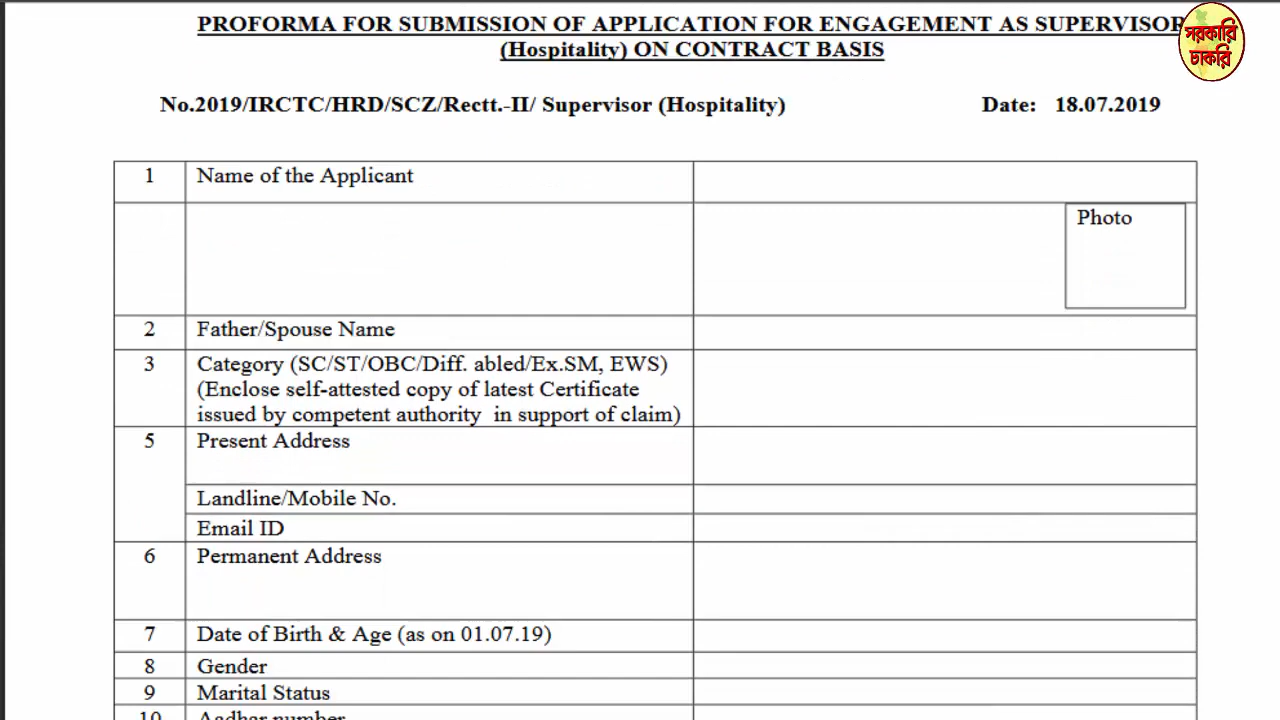 PROFORMA FOR SUBMISSION OF APPLICATION FOR ENGAGEMENT AS SUPERVISOR
(Hospitality) ON CONTRACT BASIS
সরকারি
চাকরি
No.2019/IRCTC/HRD/SCZ/Rectt.-II/ Supervisor (Hospitality) Date: 18.07.2019
1 Name of the Applicant
Photo
2 Father/Spouse Name
3 Category (SC/ST/OBC/Diff. abled/Ex.SM, EWS)
(Enclose self-attested copy of latest Certificate
issued by competent authority in support of claim)
5 Present Address
Landline/Mobile No.
Email ID
6 Permanent Address
7 Date of Birth & Age (as on 01.07.19)
8 Gender
9 Marital Status
10 Aadhar number